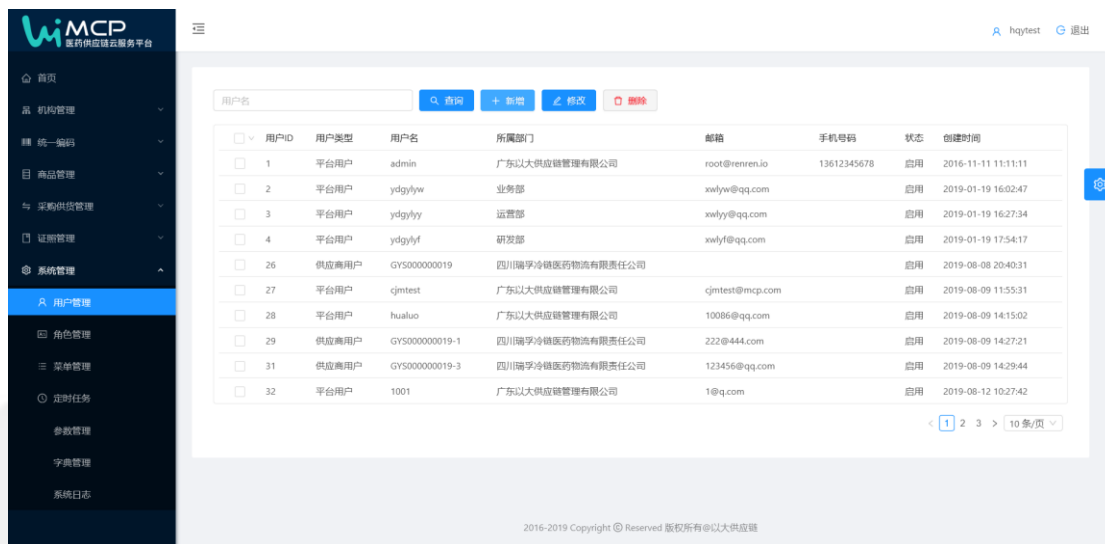 MCP
医药供应链云服务平台
hqytest 退出
首页
机构管理
统一编码
商品管理
采购供货管理
证照管理
系统管理
用户管理
角色管理
菜单管理
定时任务
参数管理
字典管理
系统日志
用户名 查询 新增 修改 删除
用户ID 用户类型 用户名 所属部门 邮箱 手机号码 状态 创建时间
1 平台用户 admin 广东以大供应链管理有限公司 root@renren.io 13612345678 启用 2016-11-11 11:11:11
2 平台用户 ydgylyw 业务部 xwlyw@qq.com 启用 2019-01-19 16:02:47
3 平台用户 ydgylyy 运营部 xwlyy@qq.com 启用 2019-01-19 16:27:34
4 平台用户 ydgylyf 研发部 xwlyf@qq.com 启用 2019-01-19 17:54:17
26 供应商用户 GYS000000019 四川瑞孚冷链医药物流有限责任公司 启用 2019-08-08 20:40:31
27 平台用户 cjmtest 广东以大供应链管理有限公司 cjmtest@mcp.com 启用 2019-08-09 11:55:31
28 平台用户 hualuo 广东以大供应链管理有限公司 10086@qq.com 启用 2019-08-09 14:15:02
29 供应商用户 GYS000000019-1 四川瑞孚冷链医药物流有限责任公司 222@444.com 启用 2019-08-09 14:27:21
31 供应商用户 GYS000000019-3 四川瑞孚冷链医药物流有限责任公司 123456@qq.com 启用 2019-08-09 14:29:44
32 平台用户 1001 广东以大供应链管理有限公司 1@q.com 启用 2019-08-12 10:27:42
< 1 2 3 > 10 条/页
2016-2019 Copyright ⓒ Reserved 版权所有@以大供应链